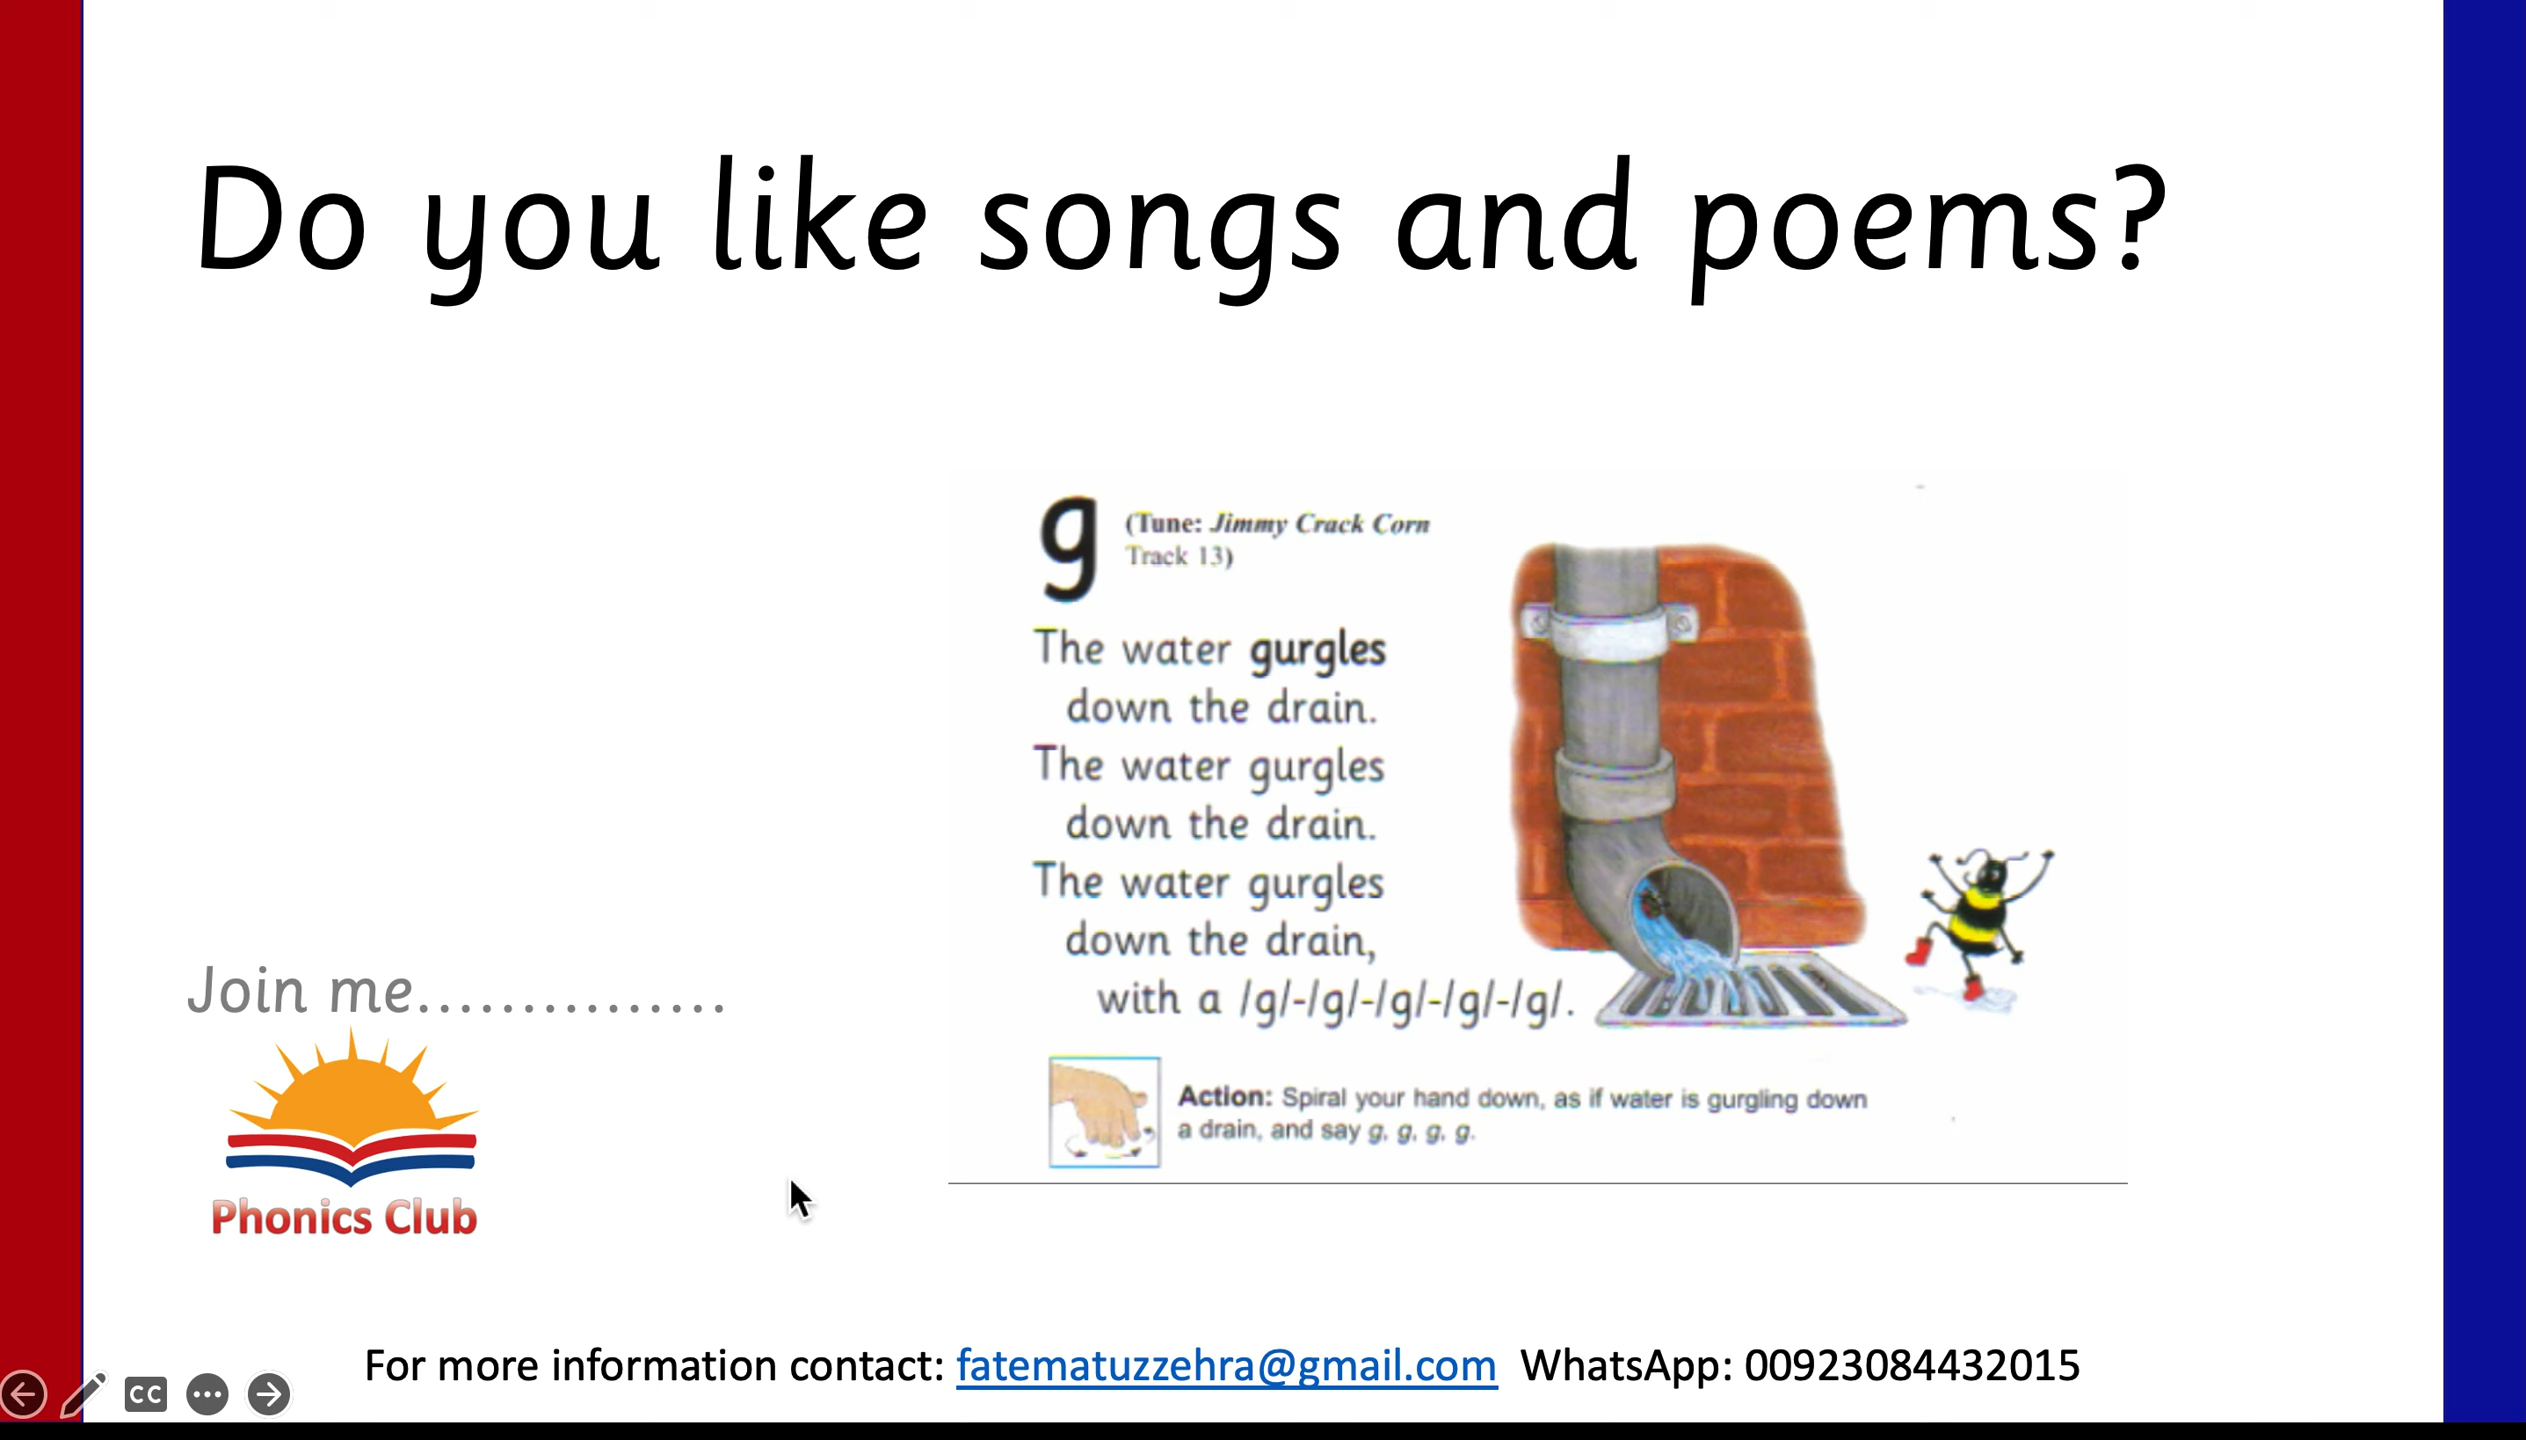 Do you like songs and poems?
g
(Tune: Jimmy Crack Corn
Track 13)
The water gurgles
down the drain.
The water gurgles
down the drain.
The water gurgles
down the drain,
with a /g/-/g/-/g/-/g/-/g/.
Action: Spiral your hand down, as if water is gurgling down
a drain, and say g, g, g, g.
Join me...............
Phonics Club
For more information contact: fatematuzzehra@gmail.com WhatsApp: 00923084432015
CC